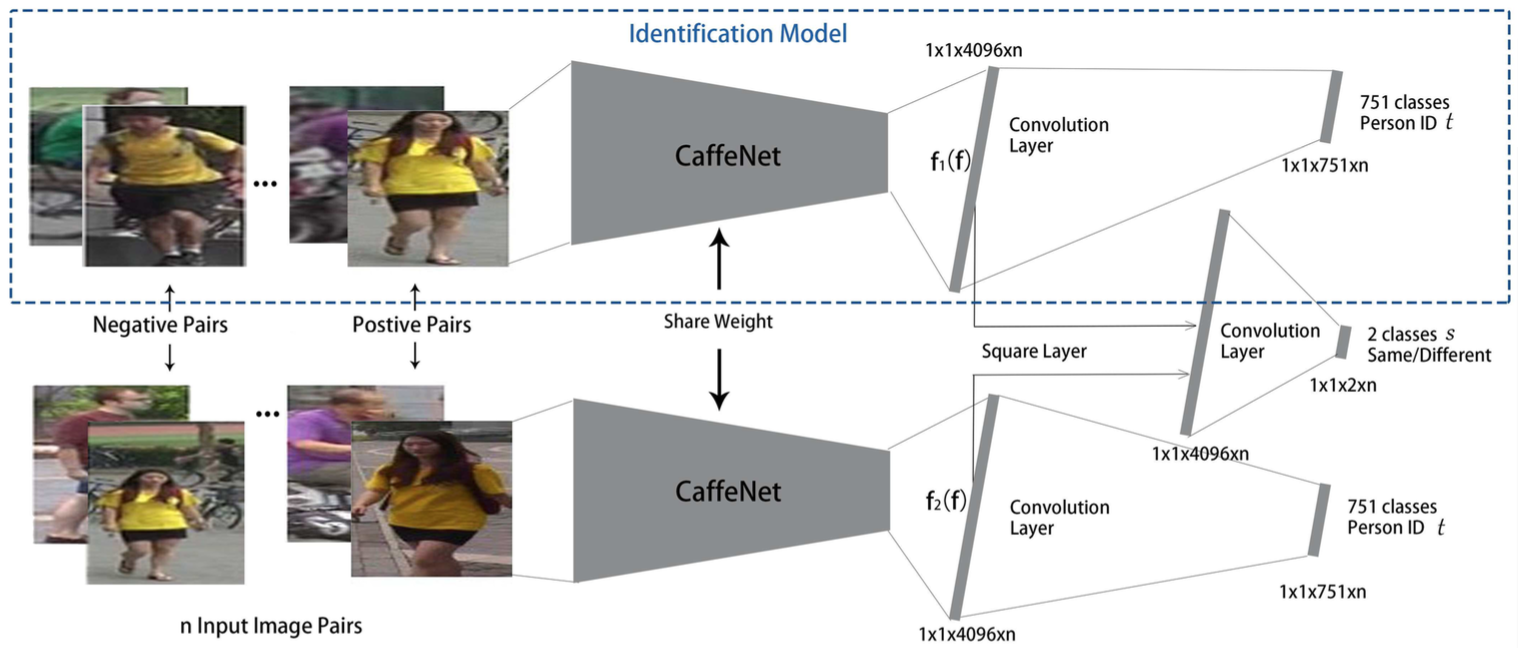 Identification Model
1x1x4096xn
CaffeNet
f₁(f)
Convolution
Layer
751 classes
Person ID t
1x1x751xn
...
Negative Pairs
Postive Pairs
Share Weight
Square Layer
Convolution
Layer
2 classes s
Same/Different
1x1x2xn
1x1x4096xn
...
CaffeNet
f₂(f)
Convolution
Layer
751 classes
Person ID t
1x1x751xn
n Input Image Pairs
1x1x4096xn